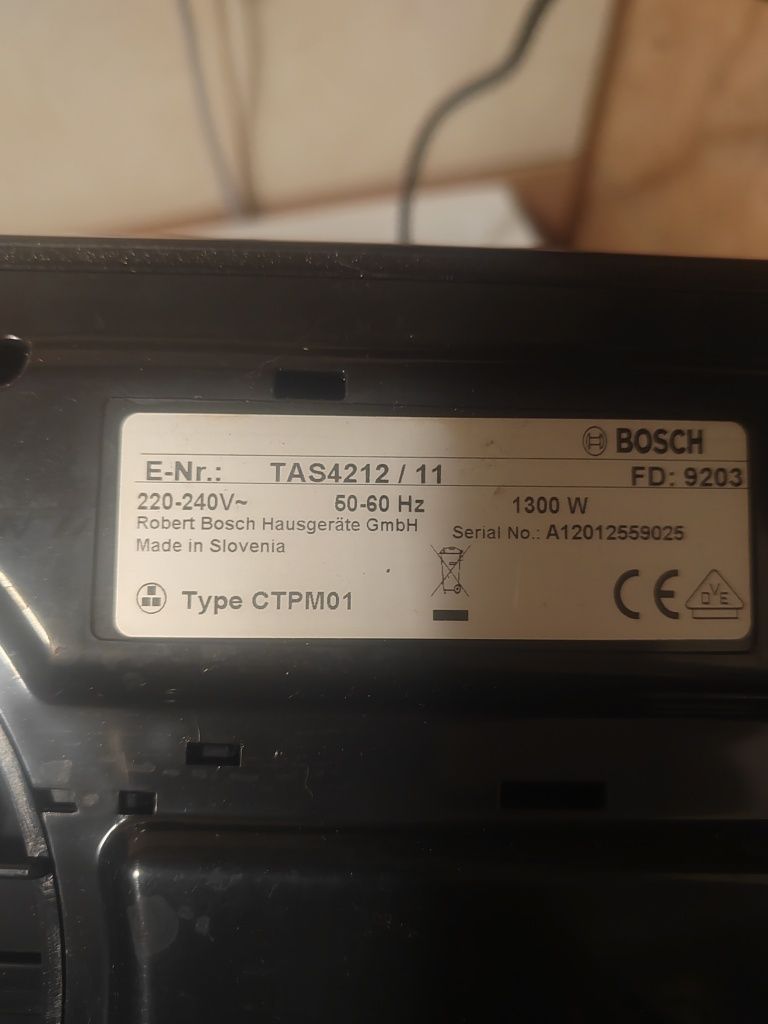 BOSCH
E-Nr.: TAS4212 / 11 FD: 9203
220-240V~ 50-60 Hz 1300 W
Robert Bosch Hausgeräte GmbH Serial No.: A12012559025
Made in Slovenia
Type CTPM01 CE DVE